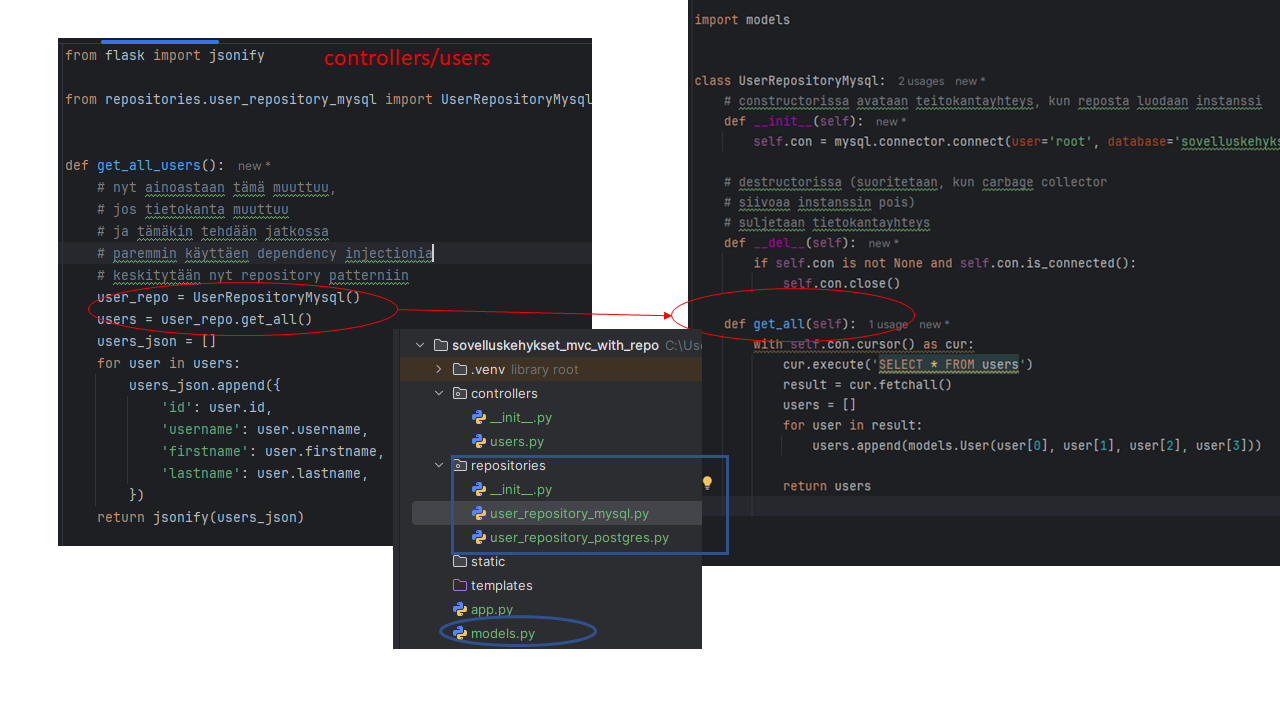 controllers/users
from flask import jsonify
from repositories.user_repository_mysql import UserRepositoryMysql
def get_all_users(): new *
# nyt ainoastaan tämä muuttuu,
# jos tietokanta muuttuu
# ja tämäkin tehdään jatkossa
# paremmin käyttäen dependency injectionia
# keskitytään nyt repository patterniin
user_repo = UserRepositoryMysql()
users = user_repo.get_all()
users_json = []
for user in users:
users_json.append({
'id': user.id,
'username': user.username,
'firstname': user.firstname,
'lastname': user.lastname,
})
return jsonify(users_json)
sovelluskehykset_mvc_with_repo C:\Use
.venv library root
controllers
__init__.py
users.py
repositories
__init__.py
user_repository_mysql.py
user_repository_postgres.py
static
templates
app.py
models.py
import models
class UserRepositoryMysql: 2 usages new *
# constructorissa avataan teitokantayhteys, kun reposta luodaan instanssi
def __init__(self): new *
self.con = mysql.connector.connect(user='root', database='sovelluskehyks
# destructorissa (suoritetaan, kun carbage collector
# siivoaa instanssin pois)
# suljetaan tietokantayhteys
def __del__(self): new *
if self.con is not None and self.con.is_connected():
self.con.close()
def get_all(self): 1 usage new *
with self.con.cursor() as cur:
cur.execute('SELECT * FROM users')
result = cur.fetchall()
users = []
for user in result:
users.append(models.User(user[0], user[1], user[2], user[3]))
return users